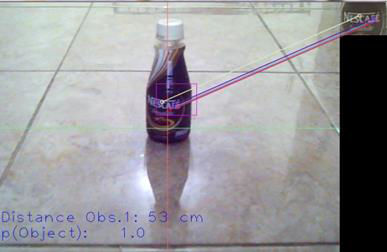 NESCAFÉ
NESCAFÉ
Distance Obs.1: 53 cm
p(Object):    1.0